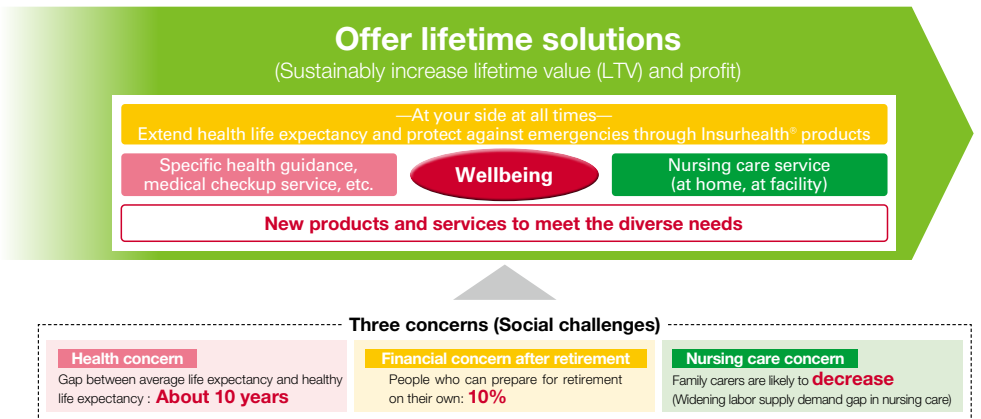 Offer lifetime solutions
(Sustainably increase lifetime value (LTV) and profit)
—At your side at all times—
Extend health life expectancy and protect against emergencies through Insurhealth® products
Specific health guidance,
medical checkup service, etc.
Wellbeing
Nursing care service
(at home, at facility)
New products and services to meet the diverse needs
Three concerns (Social challenges)
Health concern
Gap between average life expectancy and healthy
life expectancy : About 10 years
Financial concern after retirement
People who can prepare for retirement
on their own: 10%
Nursing care concern
Family carers are likely to decrease
(Widening labor supply demand gap in nursing care)